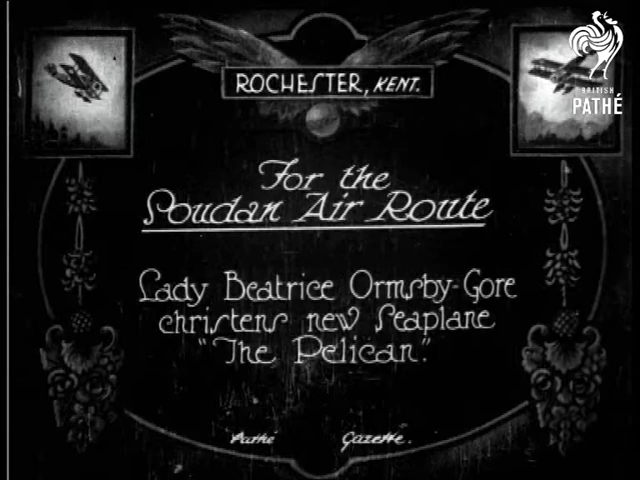 BRITISH
PATHÉ
ROCHESTER, KENT.
For the
Soudan Air Route
Lady Beatrice Ormsby-Gore
christens new Seaplane
"The Pelican".
Pathé Gazette.